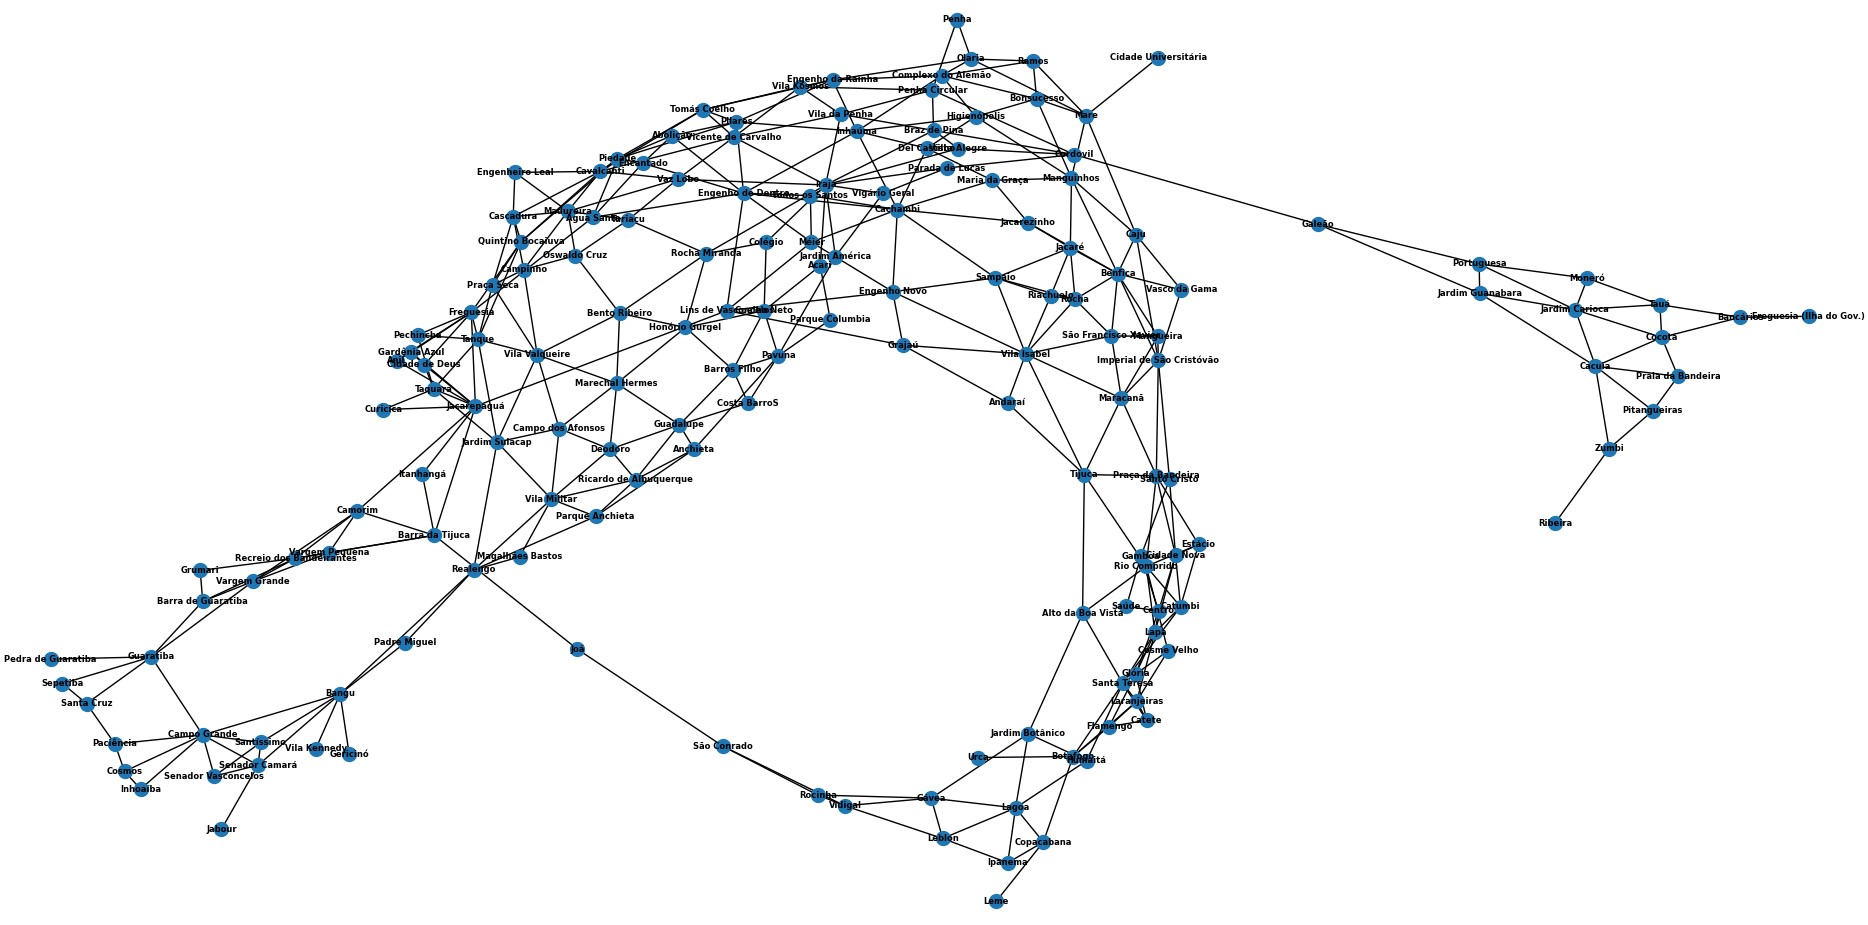 Penha
Olaria
Ramos
Cidade Universitária
Engenho da Rainha
Complexo do Alemão
Vila Kosmos
Penha Circular
Bonsucesso
Tomás Coelho
Vila da Penha
Higienópolis
Maré
Pilares
Abolição
Vicente de Carvalho
Inhaúma
Braz de Pina
Del Castilho
Vista Alegre
Cordovil
Piedade
Encantado
Engenheiro Leal
Cavalcanti
Parada de Lucas
Vaz Lobo
Maria da Graça
Manguinhos
Irajá
Engenho de Dentro
Todos os Santos
Vigário Geral
Cachambi
Cascadura
Madureira
Água Santa
Turiaçu
Jacarezinho
Galeão
Caju
Quintino Bocaiuva
Colégio
Méier
Jacaré
Rocha Miranda
Oswaldo Cruz
Jardim América
Acari
Campinho
Portuguesa
Benfica
Sampaio
Moneró
Praça Seca
Engenho Novo
Vasco da Gama
Jardim Guanabara
Riachuelo
Rocha
Tauá
Freguesia
Bento Ribeiro
Lins de Vasconcelos
Coelho Neto
Jardim Carioca
Bancários
Freguesia (Ilha do Gov.)
Parque Columbia
Honório Gurgel
Pechincha
Tanque
São Francisco Xavier
Mangueira
Cocotá
Grajaú
Gardênia Azul
Anil
Vila Valqueire
Pavuna
Vila Isabel
Cidade de Deus
Imperial de São Cristóvão
Cacuia
Barros Filho
Praia da Bandeira
Marechal Hermes
Taquara
Maracanã
Curicica
Jacarepaguá
Costa BarroS
Andaraí
Pitangueiras
Guadalupe
Campo dos Afonsos
Jardim Sulacap
Deodoro
Anchieta
Zumbi
Itanhangá
Ricardo de Albuquerque
Tijuca
Praça da Bandeira
Santo Cristo
Vila Militar
Camorim
Parque Anchieta
Ribeira
Barra da Tijuca
Estácio
Vargem Pequena
Recreio dos Bandeirantes
Magalhães Bastos
Gamboa
Cidade Nova
Rio Comprido
Grumari
Realengo
Vargem Grande
Barra de Guaratiba
Saúde
Centro
Catumbi
Alto da Boa Vista
Lapa
Padre Miguel
Joá
Cosme Velho
Pedra de Guaratiba
Guaratiba
Glória
Sepetiba
Santa Teresa
Bangu
Santa Cruz
Laranjeiras
Catete
Flamengo
Campo Grande
Jardim Botânico
Paciência
Santíssimo
Vila Kennedy
Gericinó
São Conrado
Urca
Botafogo
Humaitá
Senador Camará
Cosmos
Senador Vasconcelos
Inhoaíba
Rocinha
Vidigal
Gávea
Lagoa
Jabour
Leblon
Copacabana
Ipanema
Leme